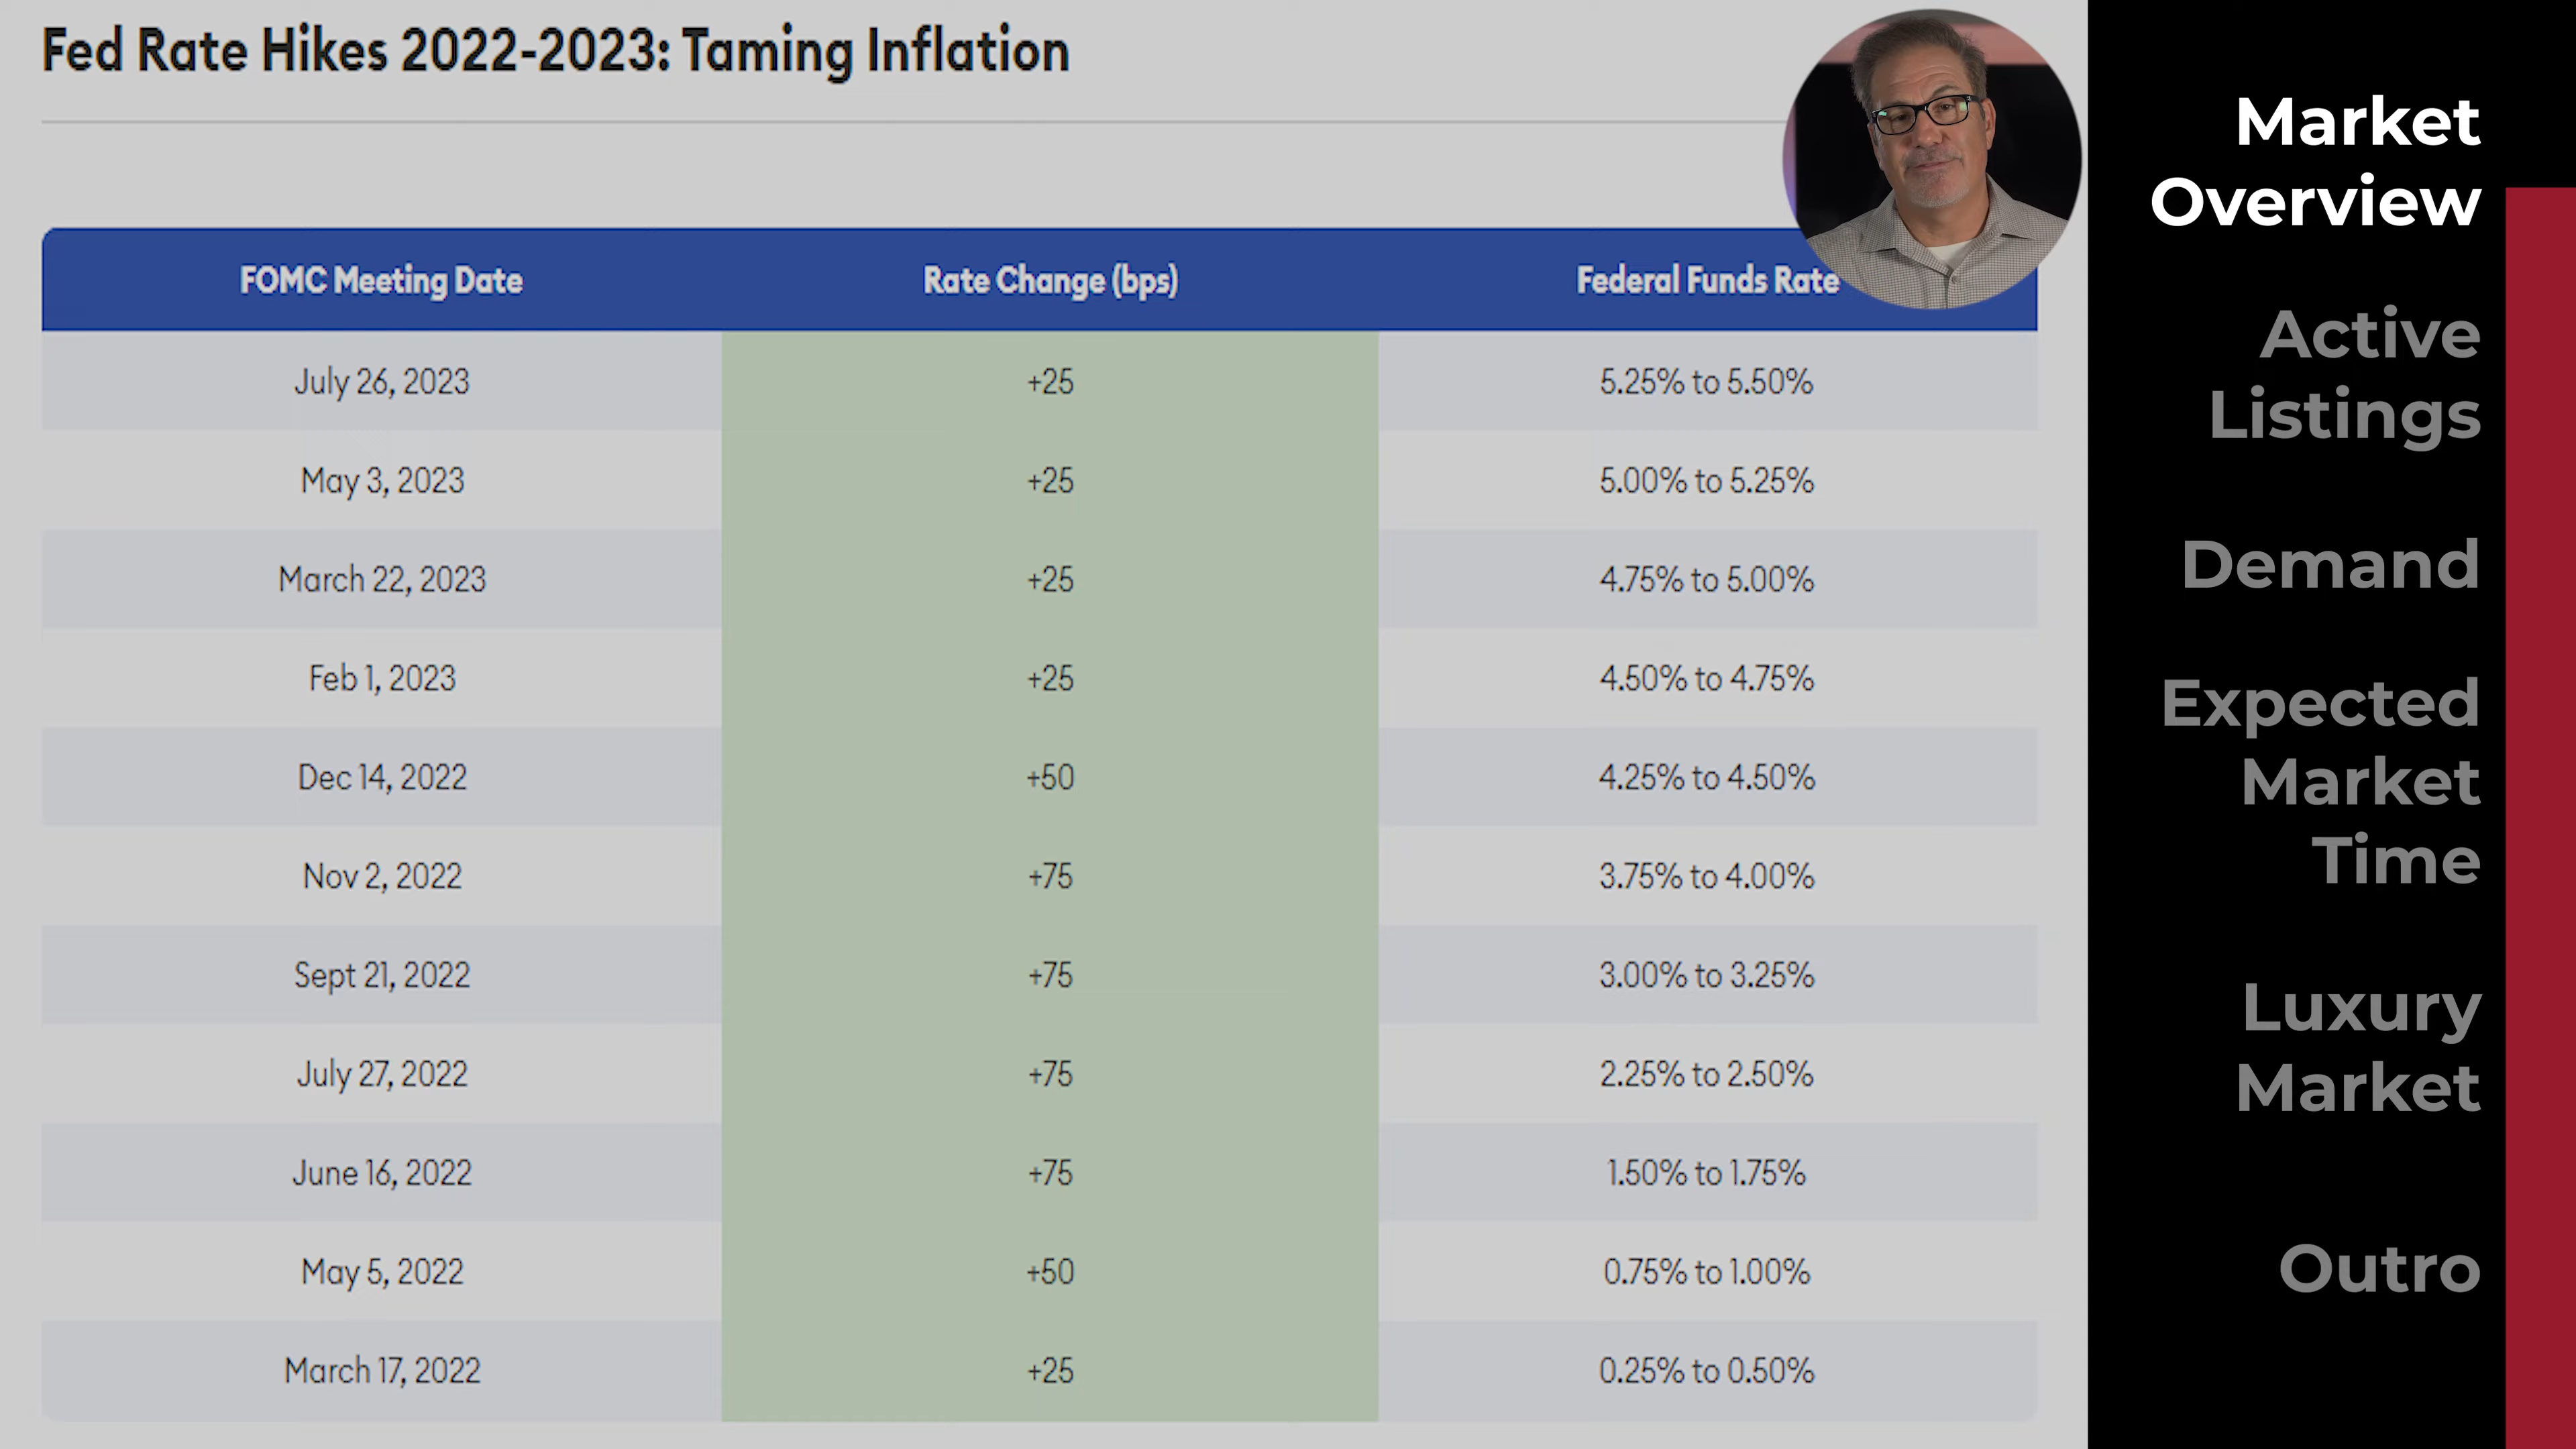 Fed Rate Hikes 2022-2023: Taming Inflation
FOMC Meeting Date Rate Change (bps) Federal Funds Rate
July 26, 2023 +25 5.25% to 5.50%
May 3, 2023 +25 5.00% to 5.25%
March 22, 2023 +25 4.75% to 5.00%
Feb 1, 2023 +25 4.50% to 4.75%
Dec 14, 2022 +50 4.25% to 4.50%
Nov 2, 2022 +75 3.75% to 4.00%
Sept 21, 2022 +75 3.00% to 3.25%
July 27, 2022 +75 2.25% to 2.50%
June 16, 2022 +75 1.50% to 1.75%
May 5, 2022 +50 0.75% to 1.00%
March 17, 2022 +25 0.25% to 0.50%
Market
Overview
Active
Listings
Demand
Expected
Market
Time
Luxury
Market
Outro